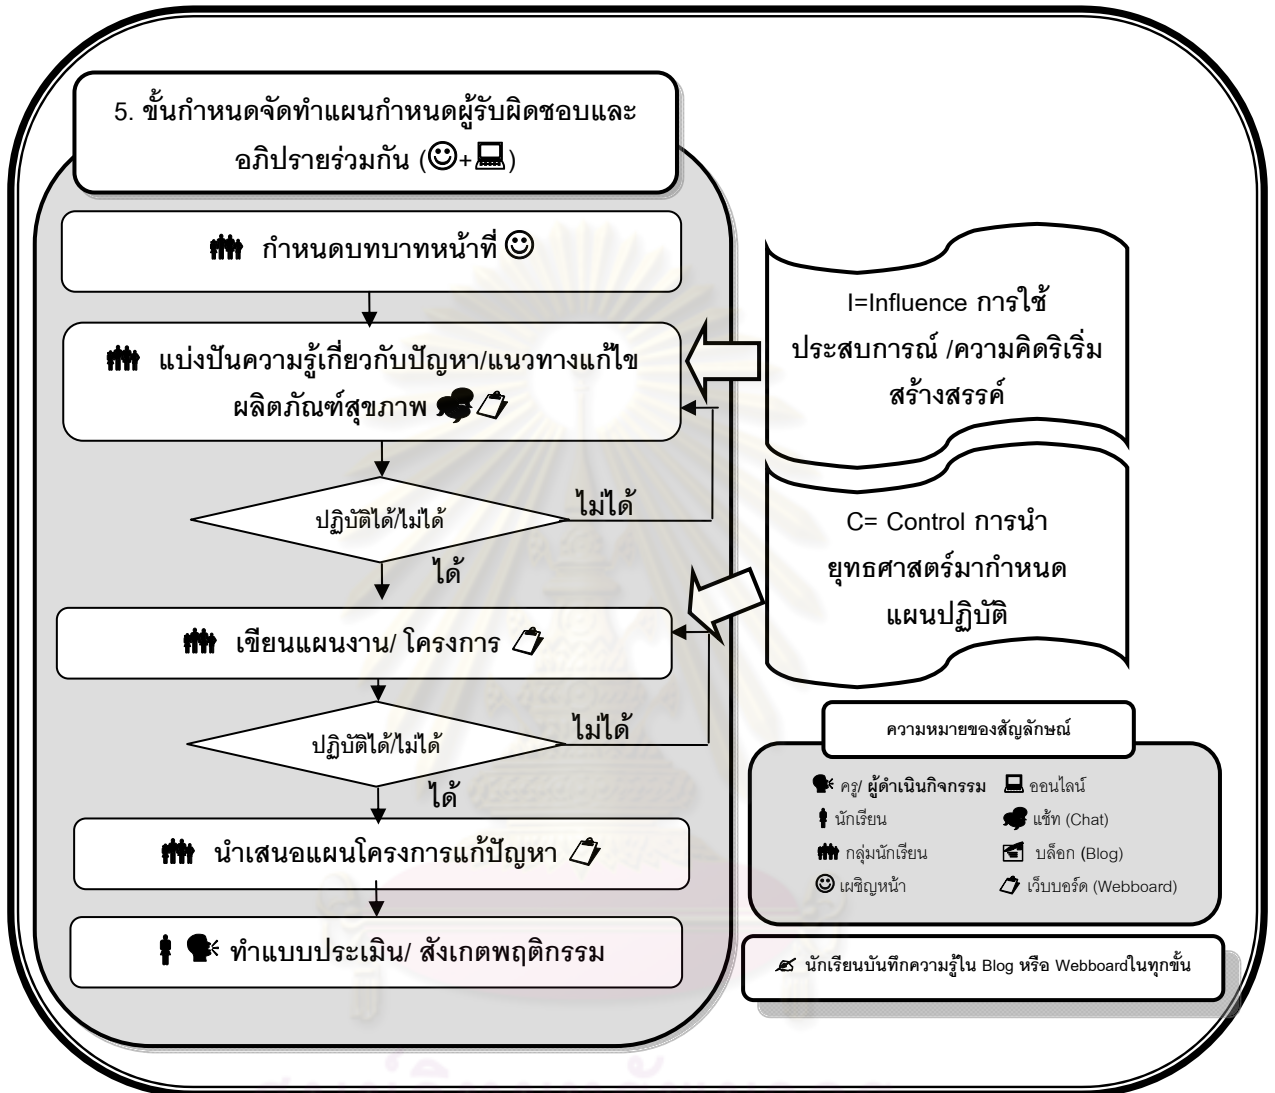 5. ขั้นกำหนดจัดทำแผนกำหนดผู้รับผิดชอบและ
อภิปรายร่วมกัน (☺+💻)
กำหนดบทบาทหน้าที่ ☺
แบ่งปันความรู้เกี่ยวกับปัญหา/แนวทางแก้ไข
ผลิตภัณฑ์สุขภาพ
ปฏิบัติได้/ไม่ได้
ไม่ได้
ได้
เขียนแผนงาน/ โครงการ
ปฏิบัติได้/ไม่ได้
ไม่ได้
ได้
นำเสนอแผนโครงการแก้ปัญหา
ทำแบบประเมิน/ สังเกตพฤติกรรม
I=Influence การใช้
ประสบการณ์ /ความคิดริเริ่ม
สร้างสรรค์
C= Control การนำ
ยุทธศาสตร์มากำหนด
แผนปฏิบัติ
ความหมายของสัญลักษณ์
ครู/ ผู้ดำเนินกิจกรรม
ออนไลน์
นักเรียน
แช้ท (Chat)
กลุ่มนักเรียน
บล็อก (Blog)
เผชิญหน้า
เว็บบอร์ด (Webboard)
นักเรียนบันทึกความรู้ใน Blog หรือ Webboardในทุกขั้น